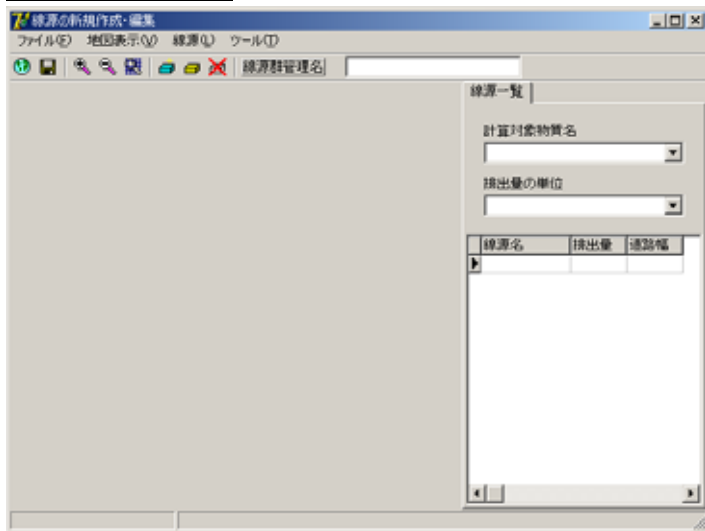 線源の新規作成・編集
ファイル(F) 地図表示(V) 線源(L) ツール(T)
線源群管理名
線源一覧
計算対象物質名
排出量の単位
線源名 排出量 道路幅